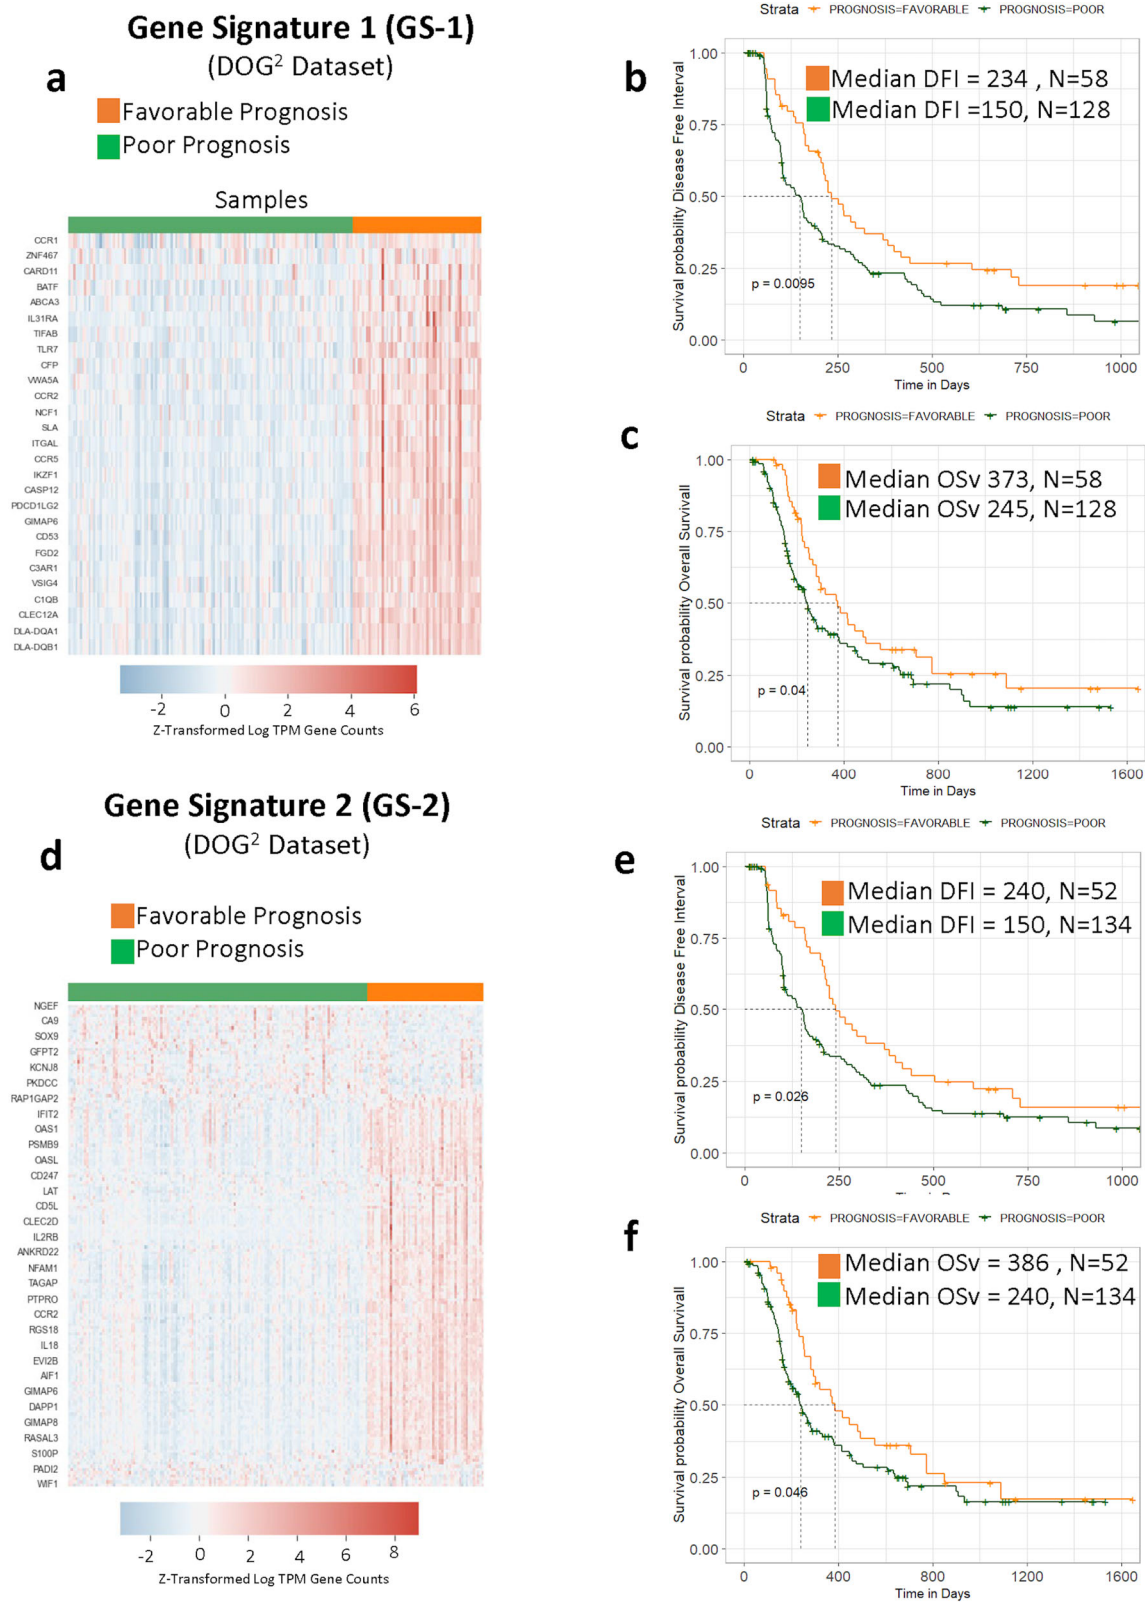 Gene Signature 1 (GS-1)
(DOG² Dataset)
a
Favorable Prognosis
Poor Prognosis
Samples
CCR1
ZNF467
CARD11
BATF
ABCA3
IL31RA
TIFAB
TLR7
CFP
VWA5A
CCR2
NCF1
SLA
ITGAL
CCR5
IKZF1
CASP12
PDCD1LG2
GIMAP6
CD53
FGD2
C3AR1
VSIG4
C1QB
CLEC12A
DLA-DQA1
DLA-DQB1
-2 0 2 4 6
Z-Transformed Log TPM Gene Counts
Strata PROGNOSIS=FAVORABLE PROGNOSIS=POOR
b
Median DFI = 234 , N=58
Median DFI =150, N=128
Survival probability Disease Free Interval
1.00
0.75
0.50
0.25
0.00
p = 0.0095
0 250 500 750 1000
Time in Days
Strata PROGNOSIS=FAVORABLE PROGNOSIS=POOR
c
Median OSv 373, N=58
Median OSv 245, N=128
Survival probability Overall Survivall
1.00
0.75
0.50
0.25
0.00
p = 0.04
0 400 800 1200 1600
Time in Days
Gene Signature 2 (GS-2)
(DOG² Dataset)
d
Favorable Prognosis
Poor Prognosis
NGEF
CA9
SOX9
GFPT2
KCNJ8
PKDCC
RAP1GAP2
IFIT2
OAS1
PSMB9
OASL
CD247
LAT
CD5L
CLEC2D
IL2RB
ANKRD22
NFAM1
TAGAP
PTPRO
CCR2
RGS18
IL18
EVI2B
AIF1
GIMAP6
DAPP1
GIMAP8
RASAL3
S100P
PADI2
WIF1
-2 0 2 4 6 8
Z-Transformed Log TPM Gene Counts
Strata PROGNOSIS=FAVORABLE PROGNOSIS=POOR
e
Median DFI = 240, N=52
Median DFI = 150, N=134
Survival probability Disease Free Interval
1.00
0.75
0.50
0.25
0.00
p = 0.026
0 250 500 750 1000
Time in Days
Strata PROGNOSIS=FAVORABLE PROGNOSIS=POOR
f
Median OSv = 386 , N=52
Median OSv = 240, N=134
Survival probability Overall Survivall
1.00
0.75
0.50
0.25
0.00
p = 0.046
0 400 800 1200 1600
Time in Days